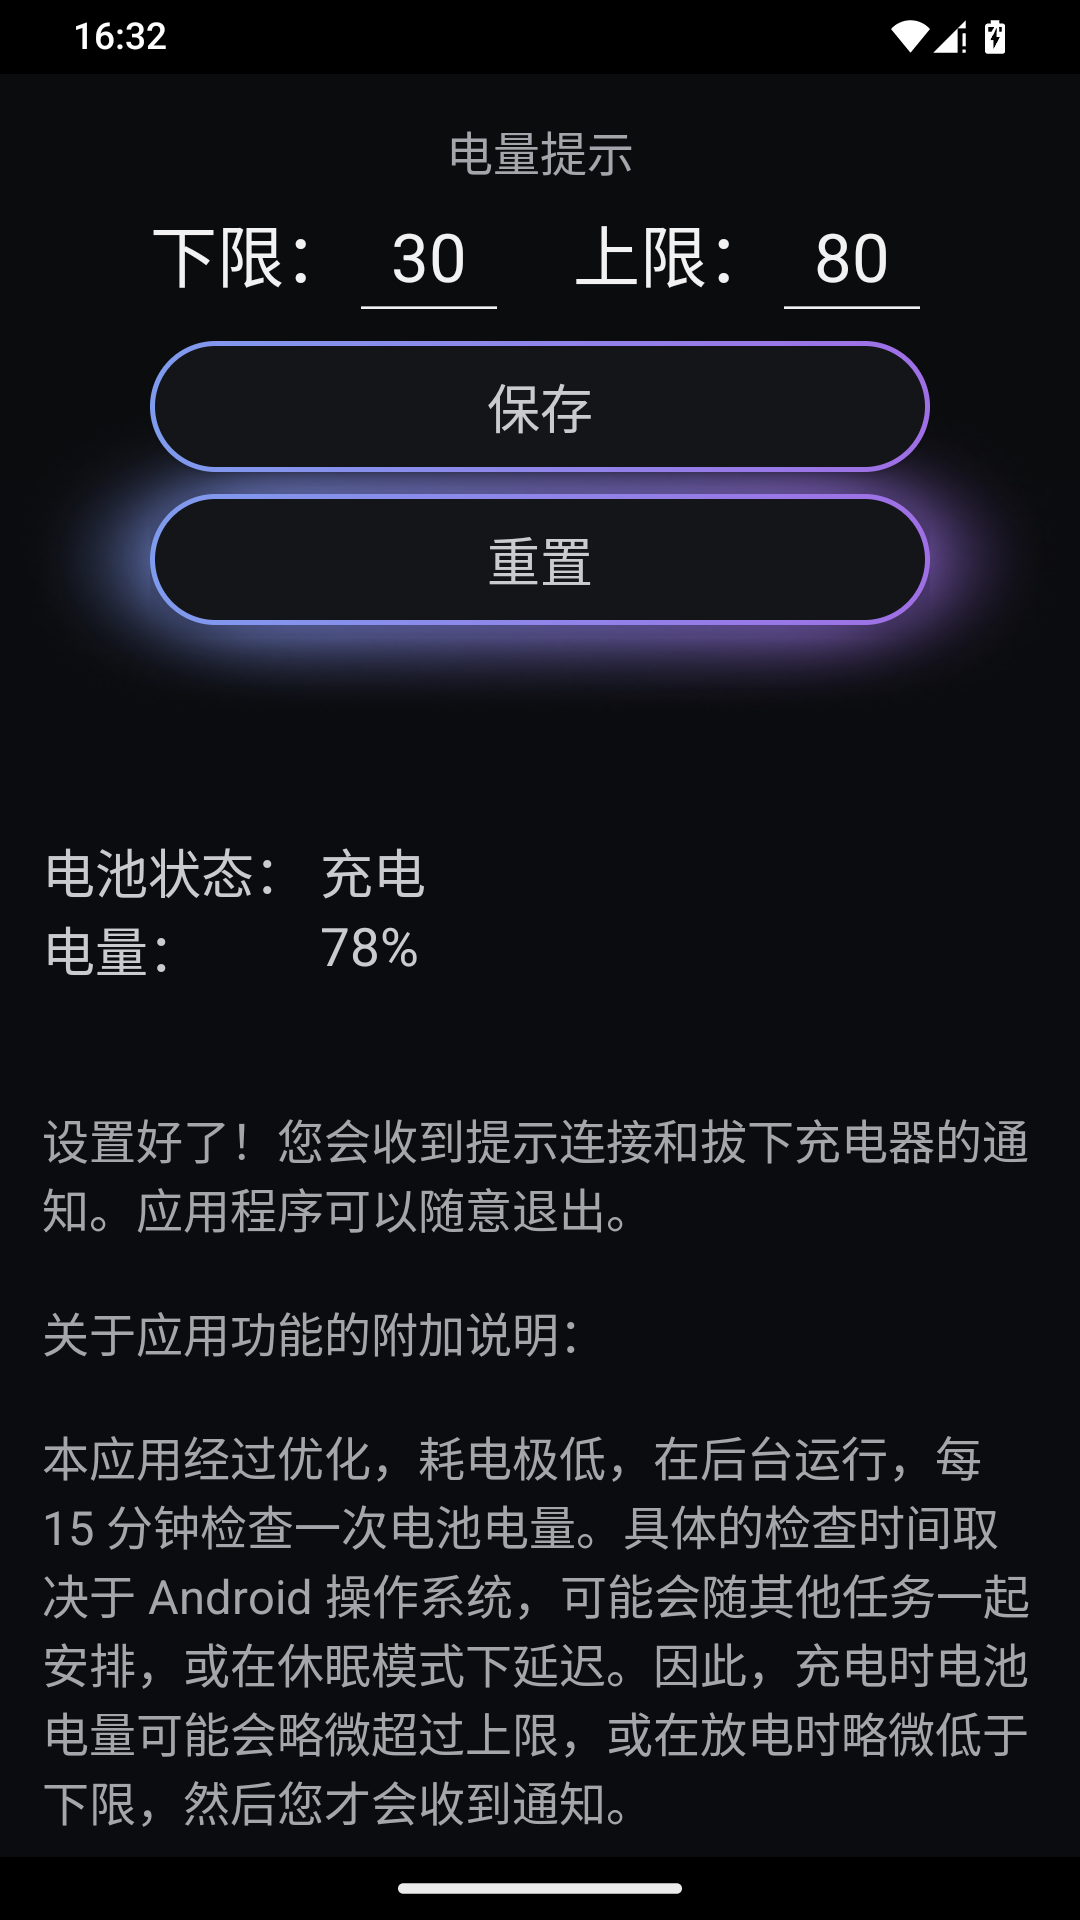 16:32
电量提示
下限： 30 上限： 80
保存
重置
电池状态： 充电
电量： 78%
设置好了！您会收到提示连接和拔下充电器的通
知。应用程序可以随意退出。
关于应用功能的附加说明：
本应用经过优化，耗电极低，在后台运行，每
15 分钟检查一次电池电量。具体的检查时间取
决于 Android 操作系统，可能会随其他任务一起
安排，或在休眠模式下延迟。因此，充电时电池
电量可能会略微超过上限，或在放电时略微低于
下限，然后您才会收到通知。